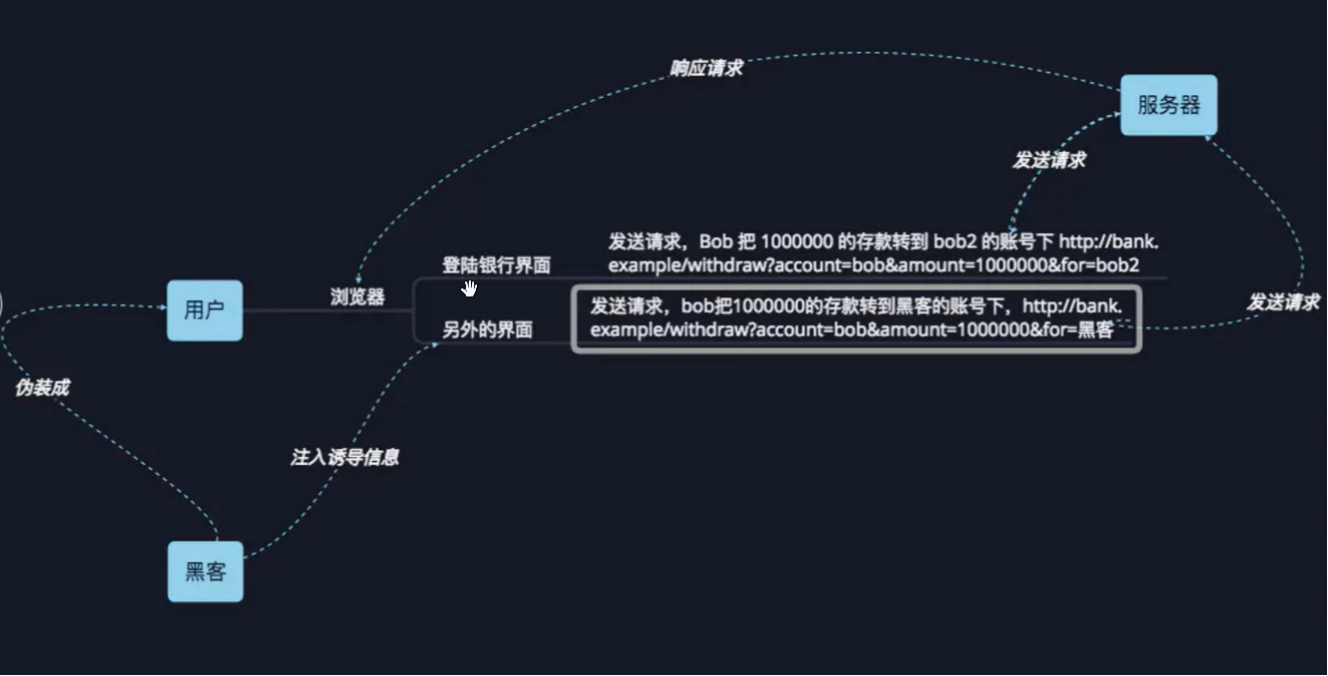 响应请求
服务器
发送请求
发送请求，Bob 把 1000000 的存款转到 bob2 的账号下 http://bank.
example/withdraw?account=bob&amount=1000000&for=bob2
登陆银行界面
浏览器
用户
发送请求，bob把1000000的存款转到黑客的账号下，http://bank.
example/withdraw?account=bob&amount=1000000&for=黑客
另外的界面
发送请求
伪装成
注入诱导信息
黑客